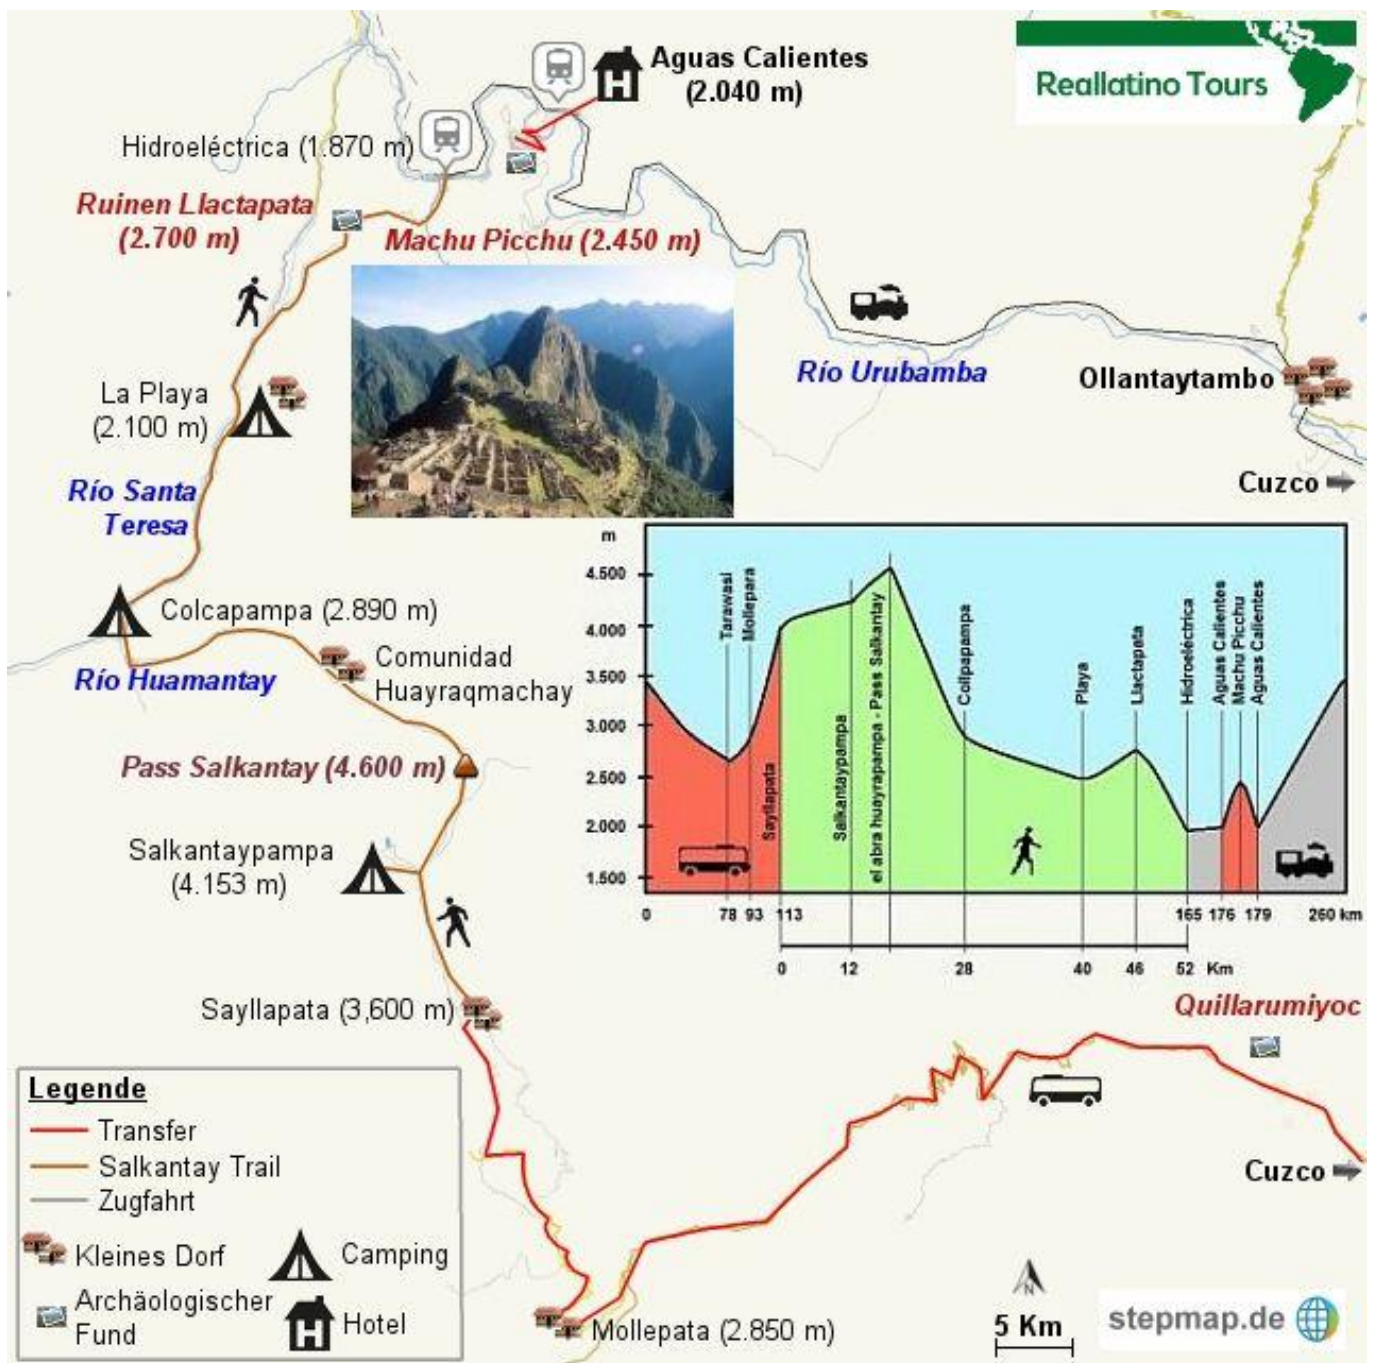 Reallatino Tours
Aguas Calientes
(2.040 m)
Hidroeléctrica (1.870 m)
Ruinen Llactapata
(2.700 m)
Machu Picchu (2.450 m)
Río Urubamba
Ollantaytambo
Cuzco
La Playa
(2.100 m)
Río Santa
Teresa
Colcapampa (2.890 m)
Río Huamantay
Comunidad
Huayraqmachay
Pass Salkantay (4.600 m)
Salkantaypampa
(4.153 m)
Sayllapata (3,600 m)
m
4.500
4.000
3.500
3.000
2.500
2.000
1.500
Tarawasi
Mollepara
Sayllapata
Salkantaypampa
el abra huayrapampa - Pass Salkantay
Collpapampa
Playa
Llactapata
Hidroeléctrica
Aguas Calientes
Machu Picchu
Aguas Calientes
0 78 93 113 165 176 179 260 km
0 12 28 40 46 52 Km
Quillarumiyoc
Cuzco
Mollepata (2.850 m)
Legende
Transfer
Salkantay Trail
Zugfahrt
Kleines Dorf
Camping
Archäologischer
Fund
Hotel
N
5 Km
stepmap.de